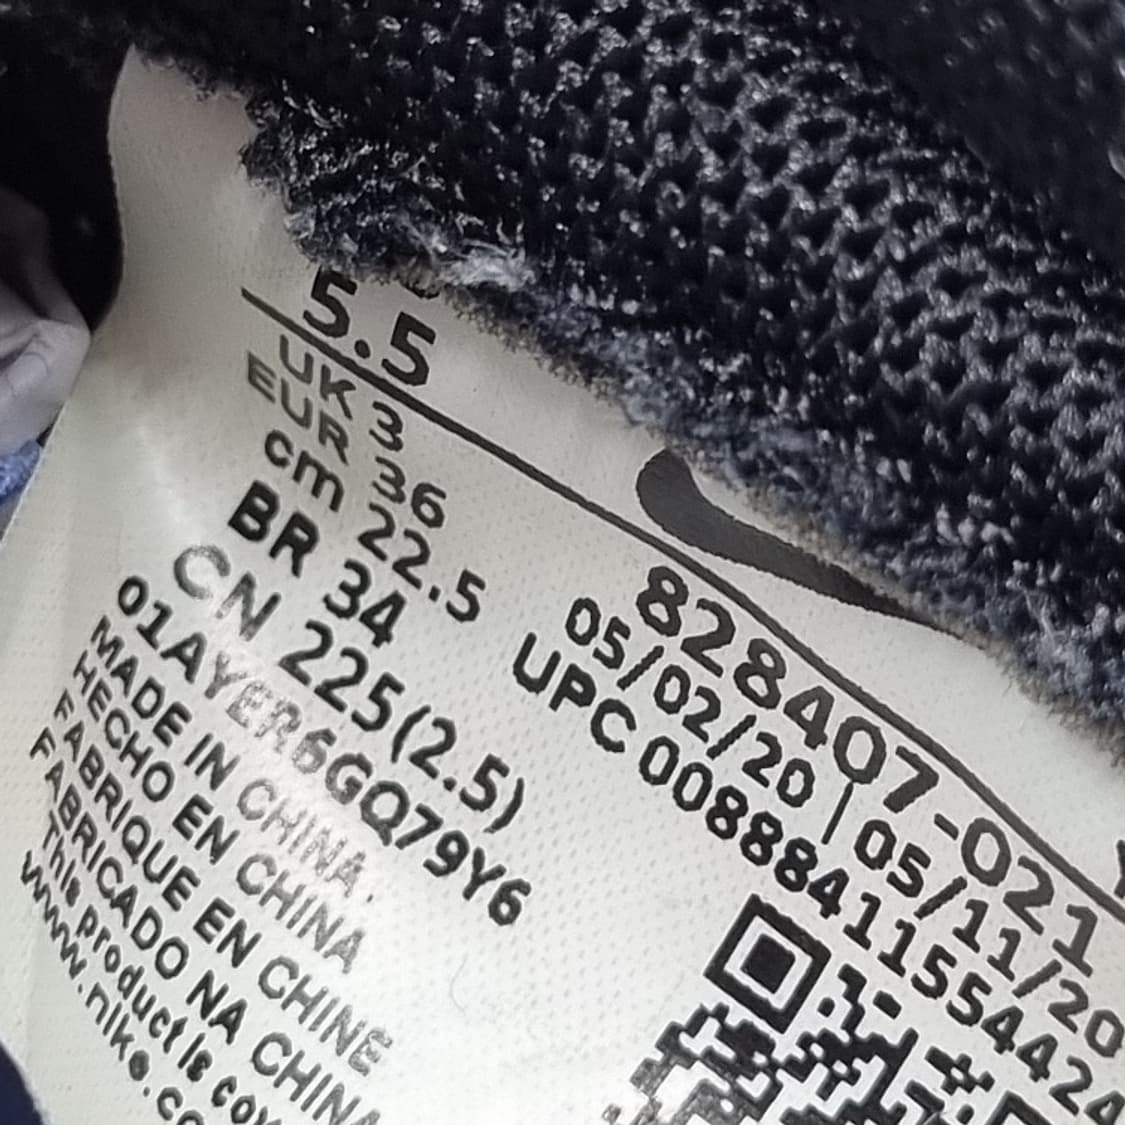 5.5
UK 3
EUR 36
cm 22.5
BR 34
CN 225(2.5)
01AYER6GQ79Y6
MADE IN CHINA.
HECHO EN CHINA
FABRIQUE EN CHINE
FABRICADO NA CHINA
This product is
www.nike.co
828407-021
05/02/20 | 05/11/20
UPC 00888411554424